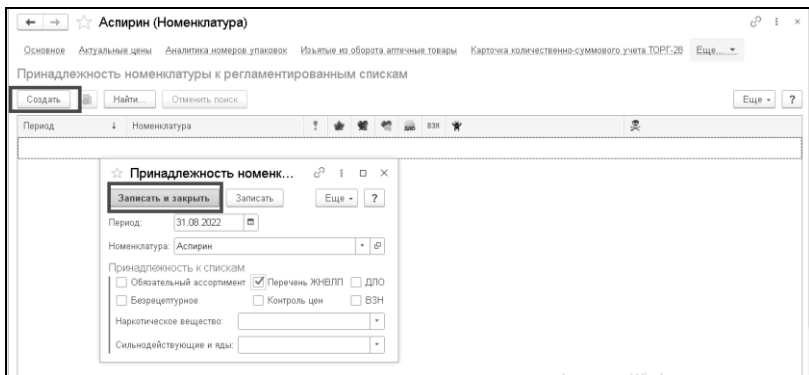 Аспирин (Номенклатура)
Основное Актуальные цены Аналитика номеров упаковок Изъятые из оборота аптечные товары Карточка количественно-суммового учета ТОРГ-28 Еще...
Принадлежность номенклатуры к регламентированным спискам
Создать Найти... Отменить поиск Еще ?
Период Номенклатура ВЗН
Принадлежность номенк...
Записать и закрыть Записать Еще ?
Период: 31.08.2022
Номенклатура: Аспирин
Принадлежность к спискам
Обязательный ассортимент Перечень ЖНВЛП ДЛО
Безрецептурное Контроль цен ВЗН
Наркотическое вещество:
Сильнодействующие и яды: